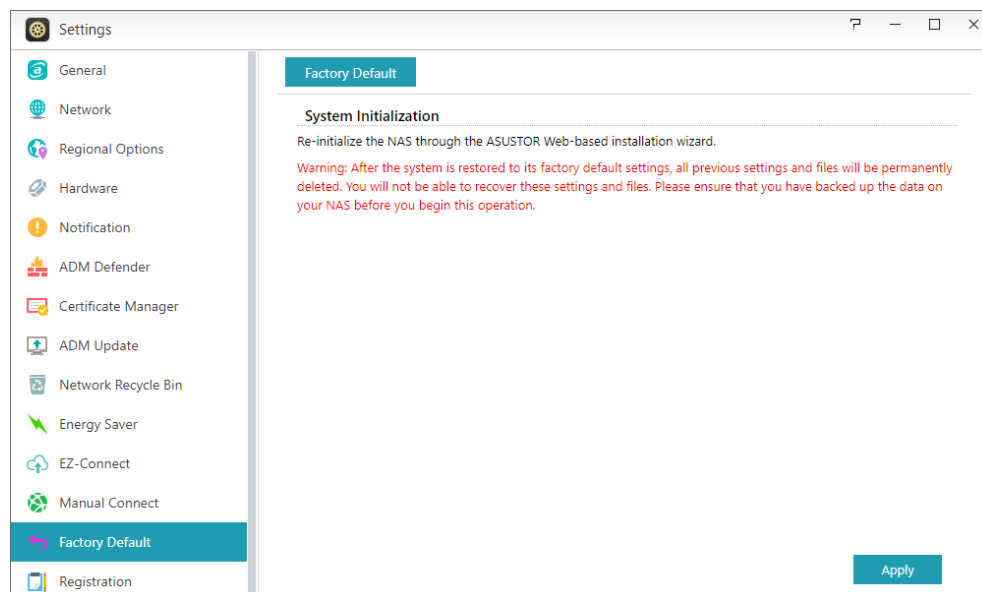 Settings
General
Network
Regional Options
Hardware
Notification
ADM Defender
Certificate Manager
ADM Update
Network Recycle Bin
Energy Saver
EZ-Connect
Manual Connect
Factory Default
Registration
Factory Default
System Initialization
Re-initialize the NAS through the ASUSTOR Web-based installation wizard.
Warning: After the system is restored to its factory default settings, all previous settings and files will be permanently
deleted. You will not be able to recover these settings and files. Please ensure that you have backed up the data on
your NAS before you begin this operation.
Apply